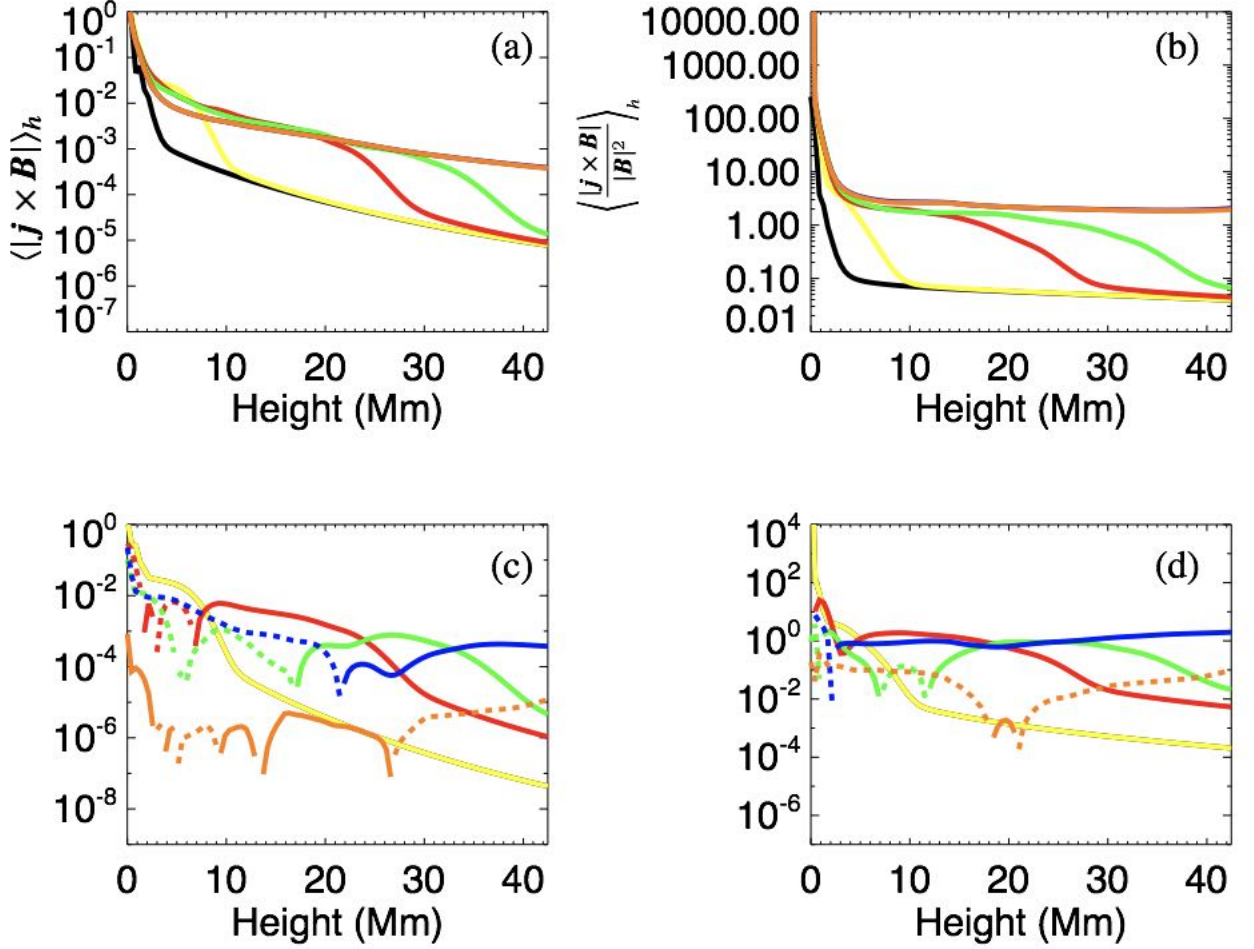 (a)
⟨|j × B|⟩h
10^0
10^-1
10^-2
10^-3
10^-4
10^-5
10^-6
10^-7
0 10 20 30 40
Height (Mm)
(b)
⟨|j × B| / |B|^2⟩h
10000.00
1000.00
100.00
10.00
1.00
0.10
0.01
0 10 20 30 40
Height (Mm)
(c)
10^0
10^-2
10^-4
10^-6
10^-8
0 10 20 30 40
Height (Mm)
(d)
10^4
10^2
10^0
10^-2
10^-4
10^-6
0 10 20 30 40
Height (Mm)